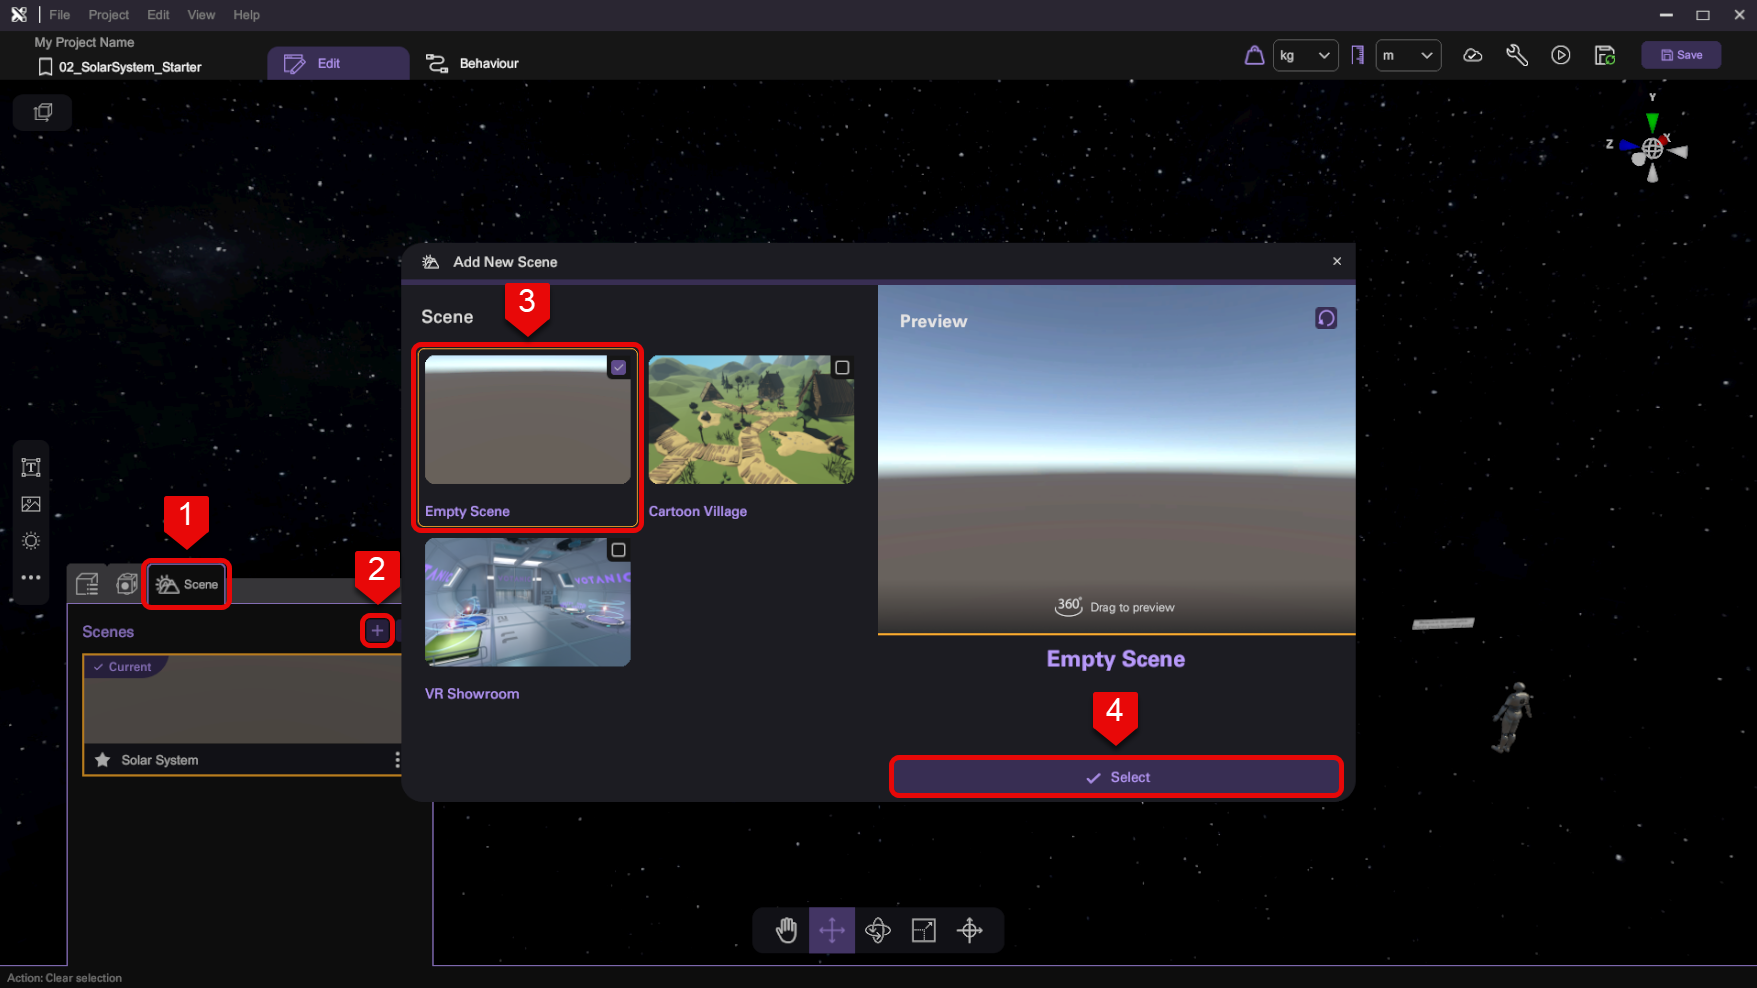 File Project Edit View Help
My Project Name
02_SolarSystem_Starter
Edit
Behaviour
kg
m
Save
Y
Z
X
Add New Scene
3
Scene
Preview
Empty Scene
Cartoon Village
1
2
Scene
Scenes
Current
Solar System
VR Showroom
360° Drag to preview
Empty Scene
4
Select
Action: Clear selection